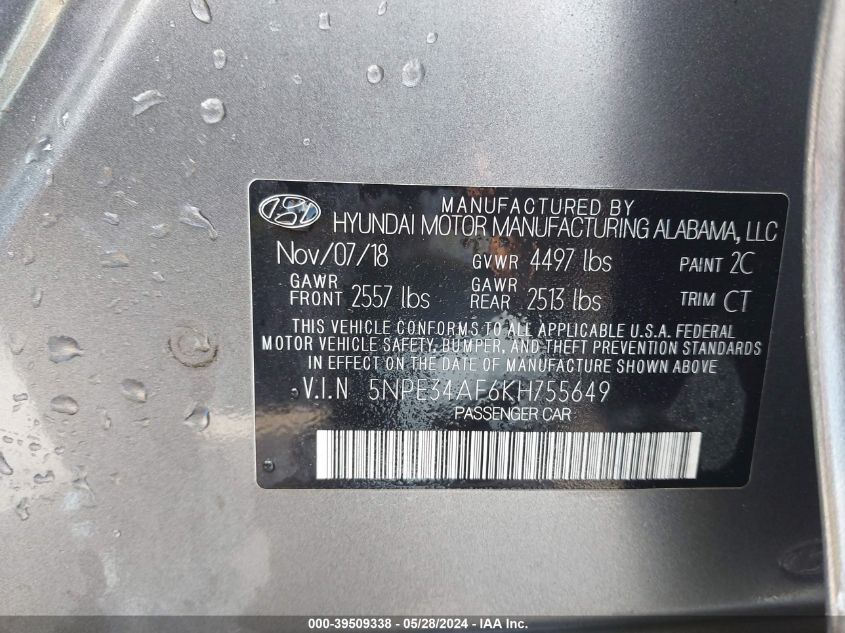 MANUFACTURED BY
HYUNDAI MOTOR MANUFACTURING ALABAMA, LLC
Nov/07/18 GVWR 4497 lbs PAINT 2C
GAWR FRONT 2557 lbs GAWR REAR 2513 lbs TRIM CT
THIS VEHICLE CONFORMS TO ALL APPLICABLE U.S.A. FEDERAL
MOTOR VEHICLE SAFETY, BUMPER, AND THEFT PREVENTION STANDARDS
IN EFFECT ON THE DATE OF MANUFACTURE SHOWN ABOVE
V.I.N 5NPE34AF6KH755649
PASSENGER CAR
000-39509338 - 05/28/2024 - IAA Inc.